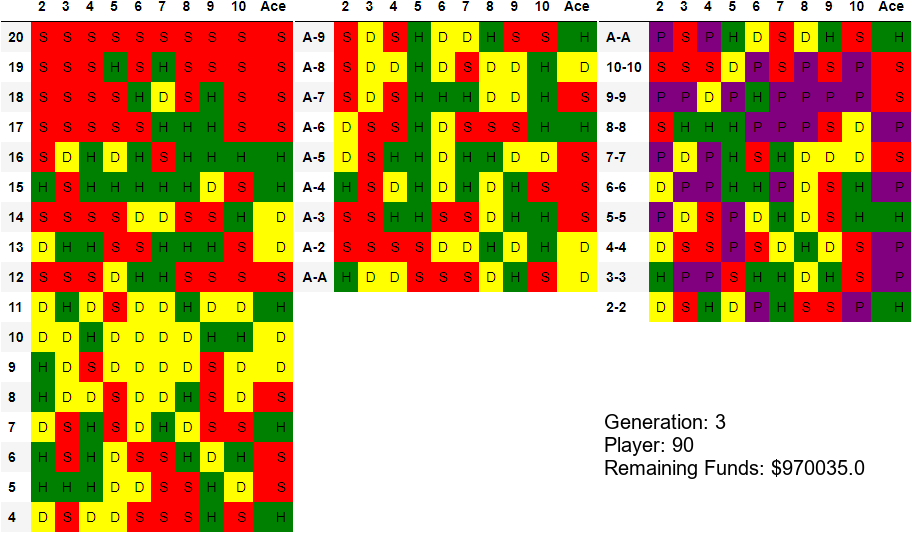 2 3 4 5 6 7 8 9 10 Ace
20 S S S S S S S S S S
19 S S S H S H S S S S
18 S S S S H D S H S S
17 S S S S S H H H S S
16 S D H D H S H H H H
15 H S H H H H H D S H
14 S S S S D D S S H D
13 D H H S S H H H S D
12 S S S D H H S S S S
11 D H D S D D H D D H
10 D D H D D D D H H D
9 H D S D D D D S D D
8 H D D S D D H S D S
7 D S H S D H D S S H
6 H S H D S S H D H S
5 H H H D D S S H D S
4 D S D D S S S H S H
2 3 4 5 6 7 8 9 10 Ace
A-9 S D S H D D H S S H
A-8 S D D H D S D D H D
A-7 S D S H H H D D H S
A-6 D S S H D S S S H H
A-5 D S H H D H H D D S
A-4 H S D H D H D H S S
A-3 S S H H S S D H H S
A-2 S S S S D D H D H D
A-A H D D S S S D H S D
2 3 4 5 6 7 8 9 10 Ace
A-A P S P H D S D H S H
10-10 S S S D P S P S P S
9-9 P P D P H P P P P S
8-8 S H H H P P P S D P
7-7 P D P H S H D D D S
6-6 D P P H H P D S H P
5-5 P D S P D H D S H H
4-4 D S S P S D H D S P
3-3 H P P S H H D H S P
2-2 D S H D P H S S P H
Generation: 3
Player: 90
Remaining Funds: $970035.0